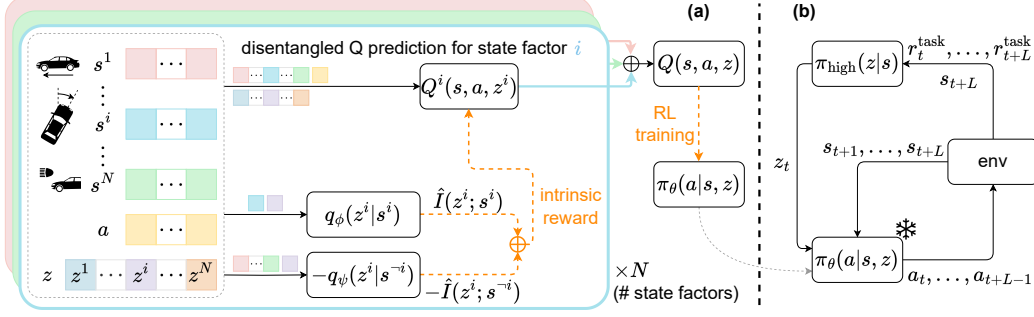 (a)
(b)
disentangled Q prediction for state factor i
s^1
...
⋮
s^i
...
⋮
s^N
...
a
...
z
z^1 ... z^i ... z^N
... ...
... ...
Q^i(s, a, z^i)
q_ϕ(z^i|s^i)
Î(z^i; s^i)
...
−q_ψ(z^i|s^{¬i})
−Î(z^i; s^{¬i})
intrinsic
reward
×N
(# state factors)
Q(s, a, z)
RL
training
π_θ(a|s, z)
π_high(z|s)
r_t^task, . . . , r_{t+L}^task
s_{t+L}
z_t
s_{t+1}, . . . , s_{t+L}
env
π_θ(a|s, z)
a_t, . . . , a_{t+L−1}